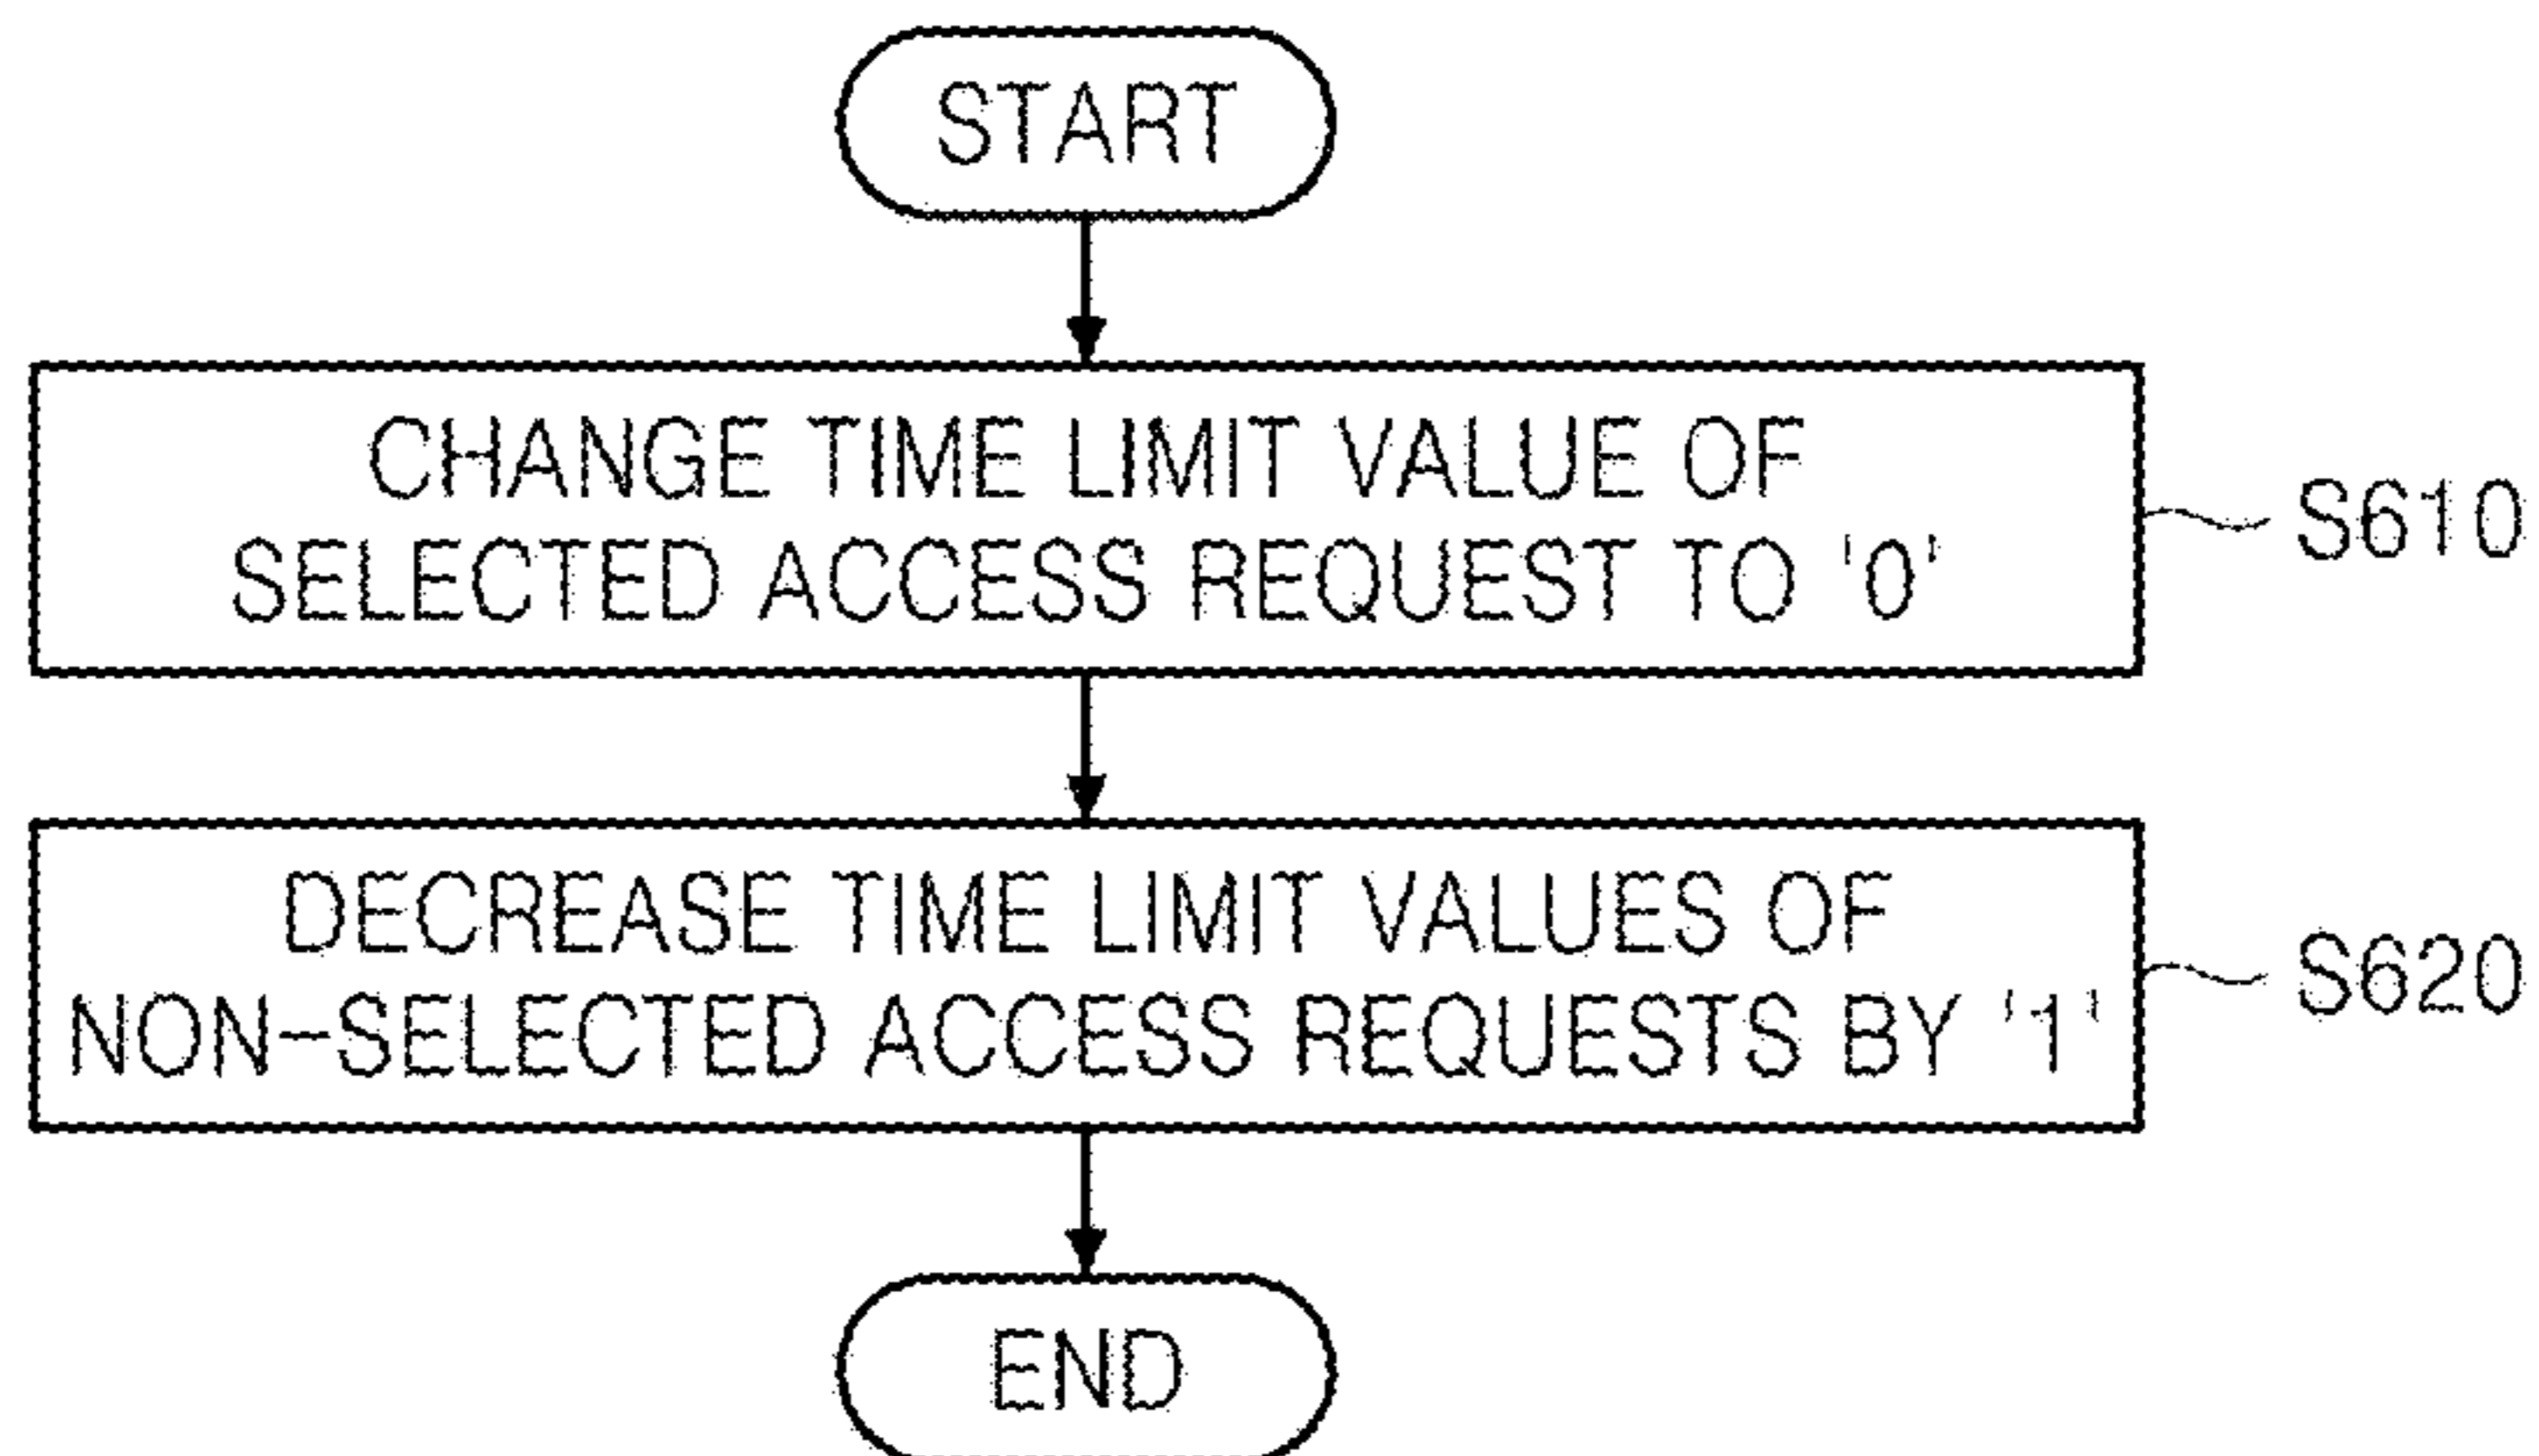 START
CHANGE TIME LIMIT VALUE OF
SELECTED ACCESS REQUEST TO '0'
S610
DECREASE TIME LIMIT VALUES OF
NON-SELECTED ACCESS REQUESTS BY '1'
S620
END